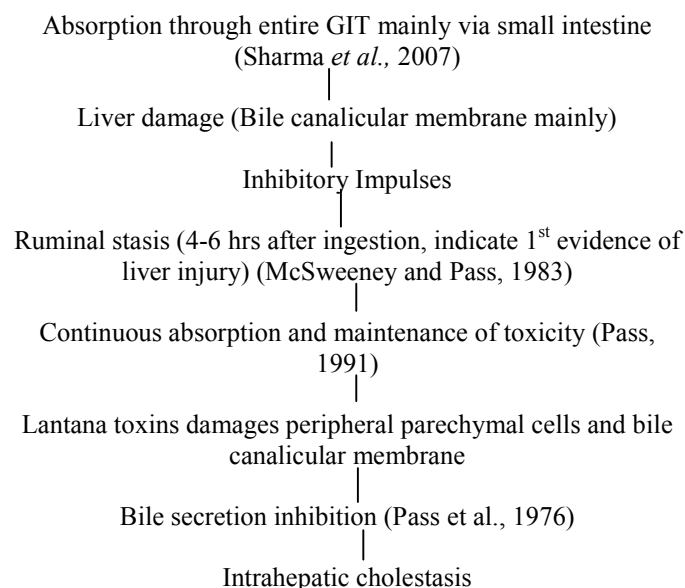 Absorption through entire GIT mainly via small intestine
(Sharma et al., 2007)
Liver damage (Bile canalicular membrane mainly)
Inhibitory Impulses
Ruminal stasis (4-6 hrs after ingestion, indicate 1st evidence of
liver injury) (McSweeney and Pass, 1983)
Continuous absorption and maintenance of toxicity (Pass,
1991)
Lantana toxins damages peripheral parechymal cells and bile
canalicular membrane
Bile secretion inhibition (Pass et al., 1976)
Intrahepatic cholestasis